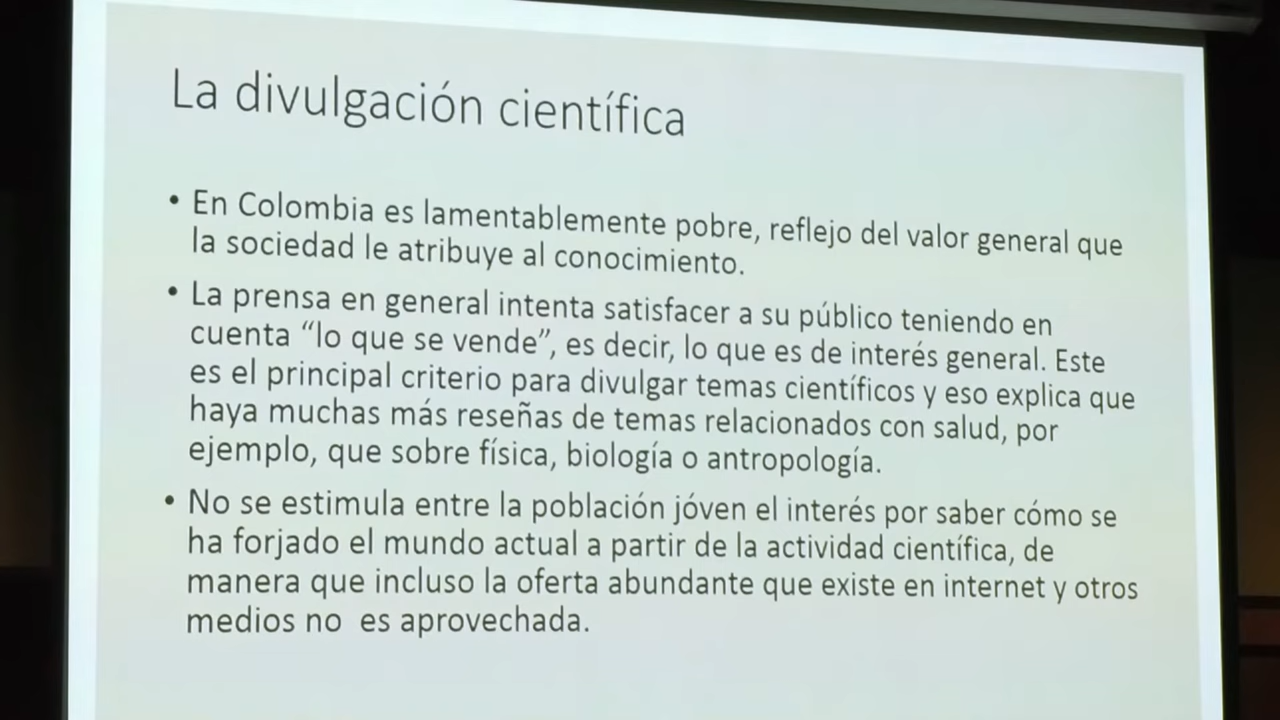 La divulgación científica
• En Colombia es lamentablemente pobre, reflejo del valor general que
la sociedad le atribuye al conocimiento.
• La prensa en general intenta satisfacer a su público teniendo en
cuenta “lo que se vende”, es decir, lo que es de interés general. Este
es el principal criterio para divulgar temas científicos y eso explica que
haya muchas más reseñas de temas relacionados con salud, por
ejemplo, que sobre física, biología o antropología.
• No se estimula entre la población jóven el interés por saber cómo se
ha forjado el mundo actual a partir de la actividad científica, de
manera que incluso la oferta abundante que existe en internet y otros
medios no  es aprovechada.